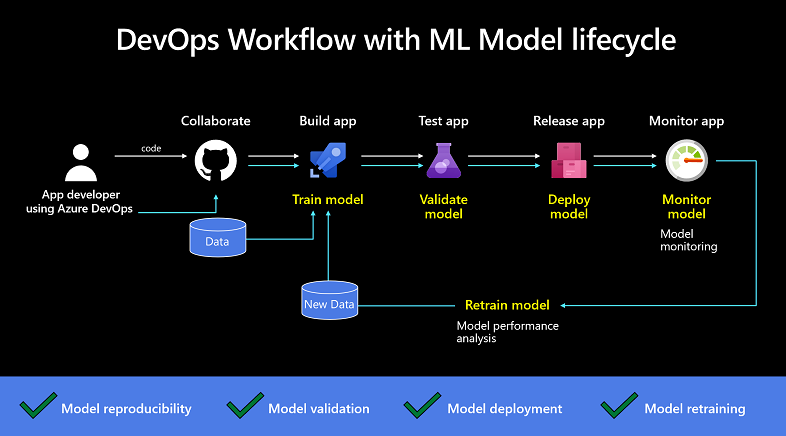 DevOps Workflow with ML Model lifecycle
Collaborate
Build app
Test app
Release app
Monitor app
code
App developer
using Azure DevOps
Train model
Validate
model
Deploy
model
Monitor
model
Model
monitoring
Data
New Data
Retrain model
Model performance
analysis
Model reproducibility
Model validation
Model deployment
Model retraining